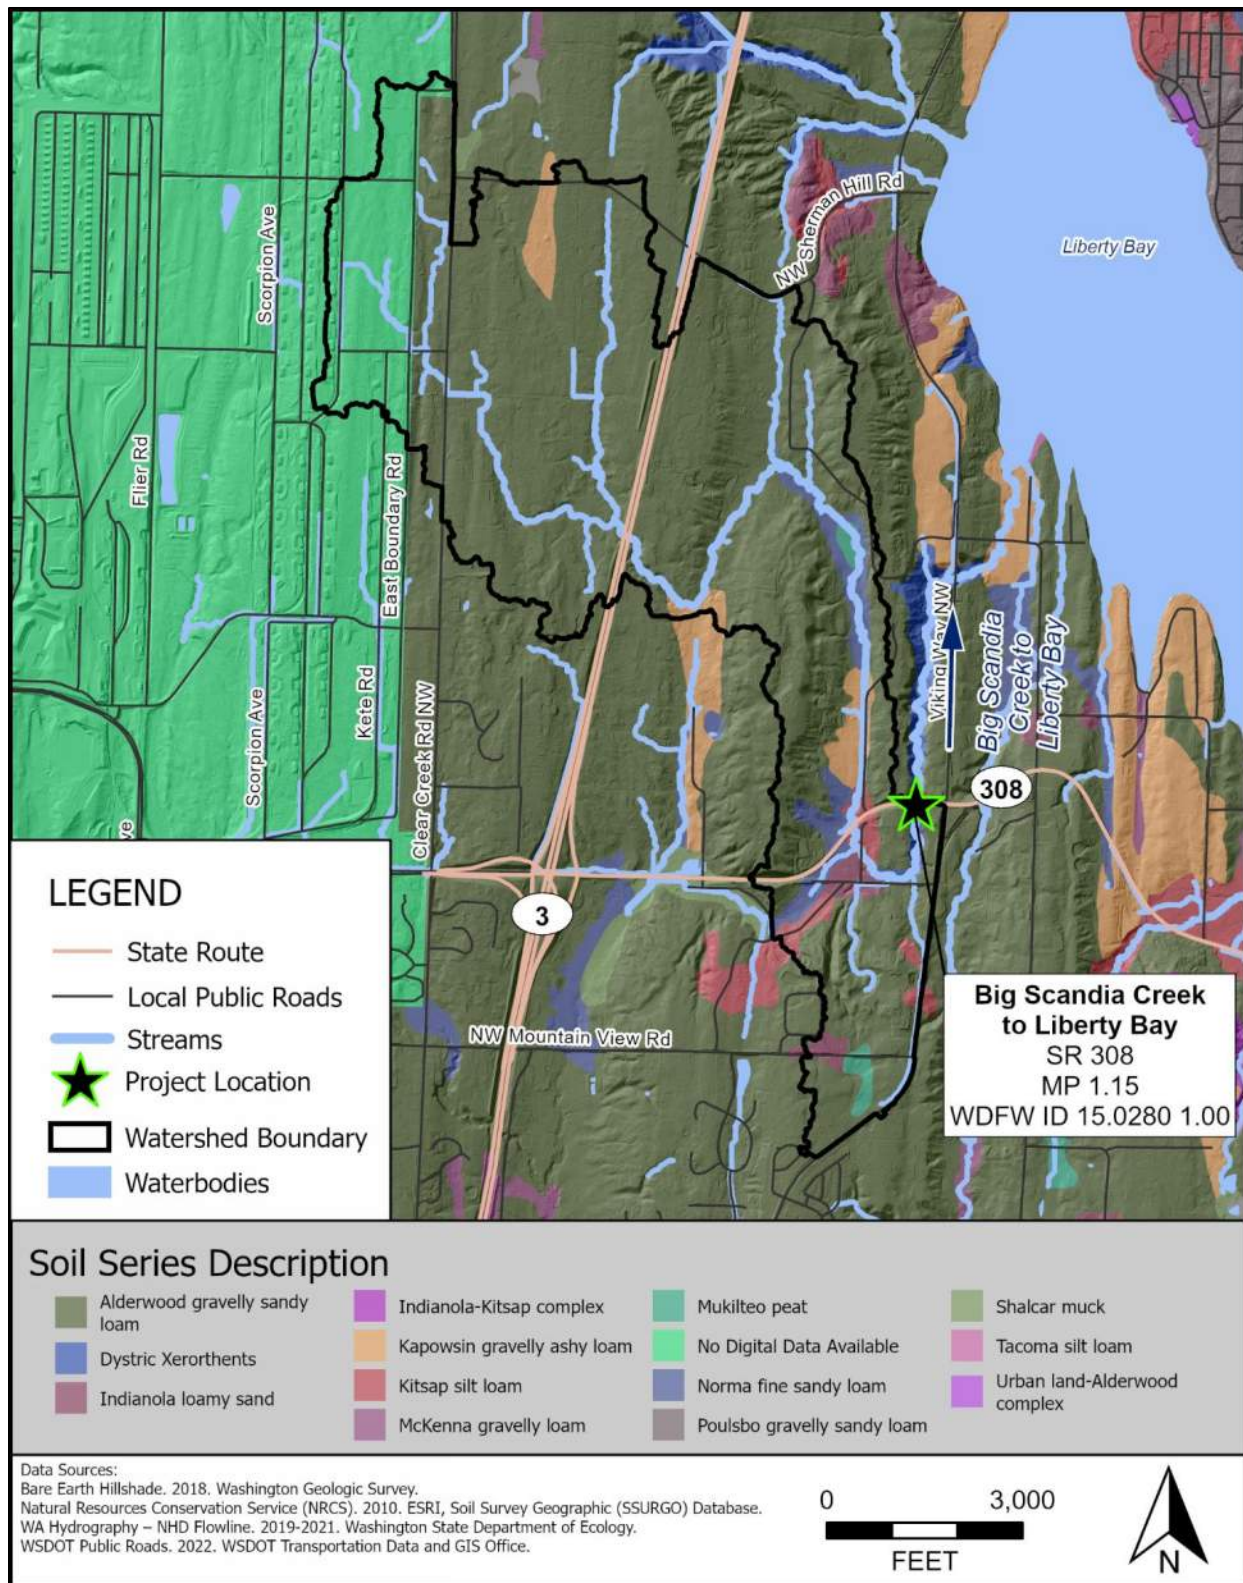 NW Sherman Hill Rd
Liberty Bay
Scorpion Ave
Flier Rd
East Boundary Rd
Viking Way NW
Big Scandia
Creek to
Liberty Bay
Scorpion Ave
Kete Rd
Clear Creek Rd NW
308
3
NW Mountain View Rd
Big Scandia Creek
to Liberty Bay
SR 308
MP 1.15
WDFW ID 15.0280 1.00
LEGEND
State Route
Local Public Roads
Streams
Project Location
Watershed Boundary
Waterbodies
Soil Series Description
Alderwood gravelly sandy
loam
Dystric Xerorthents
Indianola loamy sand
Indianola-Kitsap complex
Kapowsin gravelly ashy loam
Kitsap silt loam
McKenna gravelly loam
Mukilteo peat
No Digital Data Available
Norma fine sandy loam
Poulsbo gravelly sandy loam
Shalcar muck
Tacoma silt loam
Urban land-Alderwood
complex
Data Sources:
Bare Earth Hillshade. 2018. Washington Geologic Survey.
Natural Resources Conservation Service (NRCS). 2010. ESRI, Soil Survey Geographic (SSURGO) Database.
WA Hydrography – NHD Flowline. 2019-2021. Washington State Department of Ecology.
WSDOT Public Roads. 2022. WSDOT Transportation Data and GIS Office.
0 3,000
FEET
N